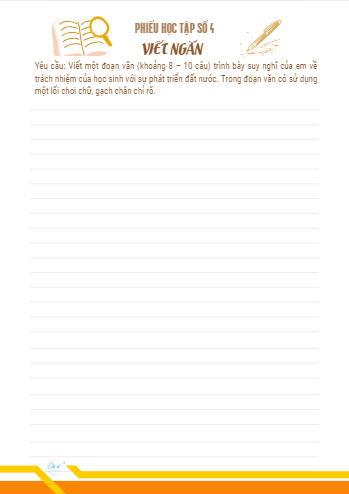 PHIẾU HỌC TẬP SỐ 4
VIẾT NGẮN
Yêu cầu: Viết một đoạn văn (khoảng 8 – 10 câu) trình bày suy nghĩ của em về
trách nhiệm của học sinh với sự phát triển đất nước. Trong đoạn văn có sử dụng
một lối chơi chữ, gạch chân chỉ rõ.